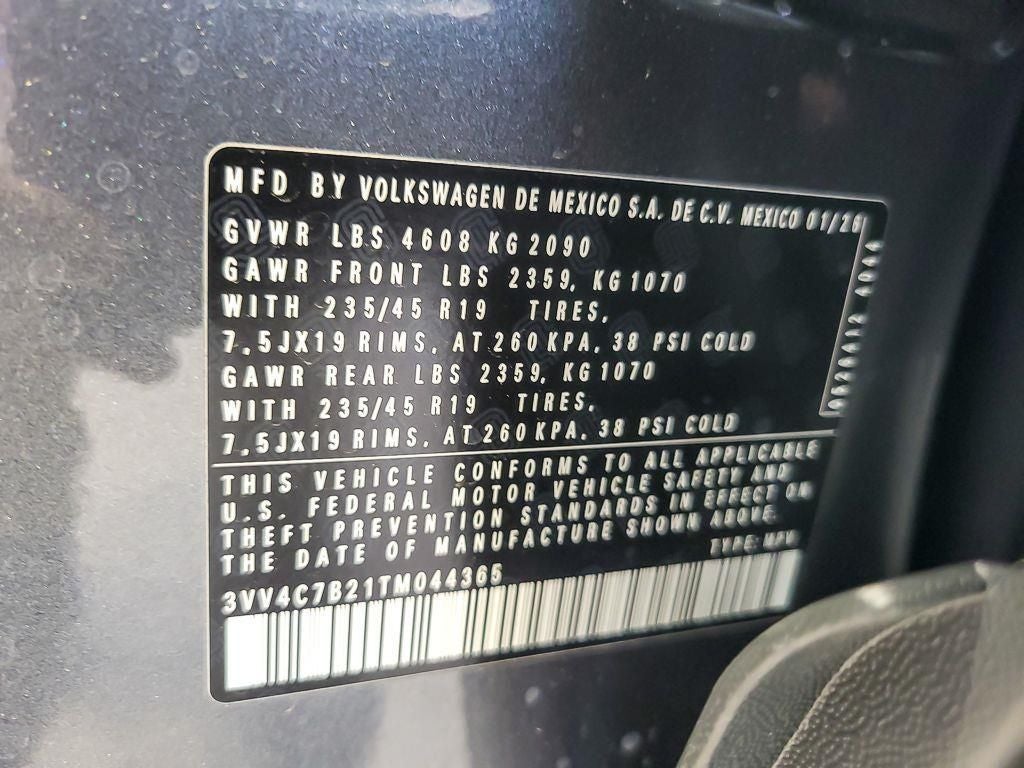 MFD BY VOLKSWAGEN DE MEXICO S.A. DE C.V. MEXICO 01/26
GVWR LBS 4608 KG 2090
GAWR FRONT LBS 2359, KG 1070
WITH 235/45 R19 TIRES,
7,5JX19 RIMS, AT 260 KPA, 38 PSI COLD
GAWR REAR LBS 2359, KG 1070
WITH 235/45 R19 TIRES,
7,5JX19 RIMS, AT 260 KPA, 38 PSI COLD
THIS VEHICLE CONFORMS TO ALL APPLICABLE
U.S. FEDERAL MOTOR VEHICLE SAFETY AND
THEFT PREVENTION STANDARDS IN EFFECT ON
THE DATE OF MANUFACTURE SHOWN ABOVE.
TYPE: MPV
3VV4C7B21TM044365